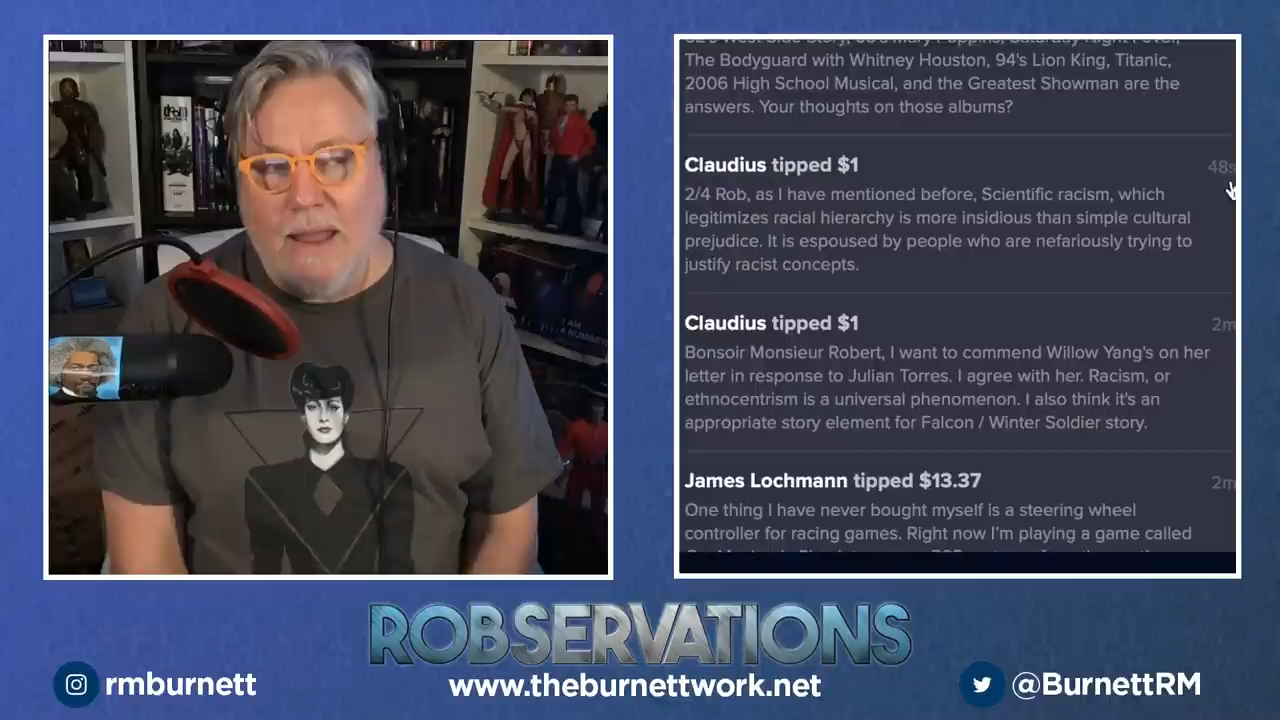 The Bodyguard with Whitney Houston, 94's Lion King, Titanic,
2006 High School Musical, and the Greatest Showman are the
answers. Your thoughts on those albums?
Claudius tipped $1
48s
2/4 Rob, as I have mentioned before, Scientific racism, which
legitimizes racial hierarchy is more insidious than simple cultural
prejudice. It is espoused by people who are nefariously trying to
justify racist concepts.
Claudius tipped $1
2m
Bonsoir Monsieur Robert, I want to commend Willow Yang's on her
letter in response to Julian Torres. I agree with her. Racism, or
ethnocentrism is a universal phenomenon. I also think it's an
appropriate story element for Falcon / Winter Soldier story.
James Lochmann tipped $13.37
2m
One thing I have never bought myself is a steering wheel
controller for racing games. Right now I'm playing a game called
I AM
A NUMBER
ROBSERVATIONS
rmburnett
www.theburnettwork.net
@BurnettRM